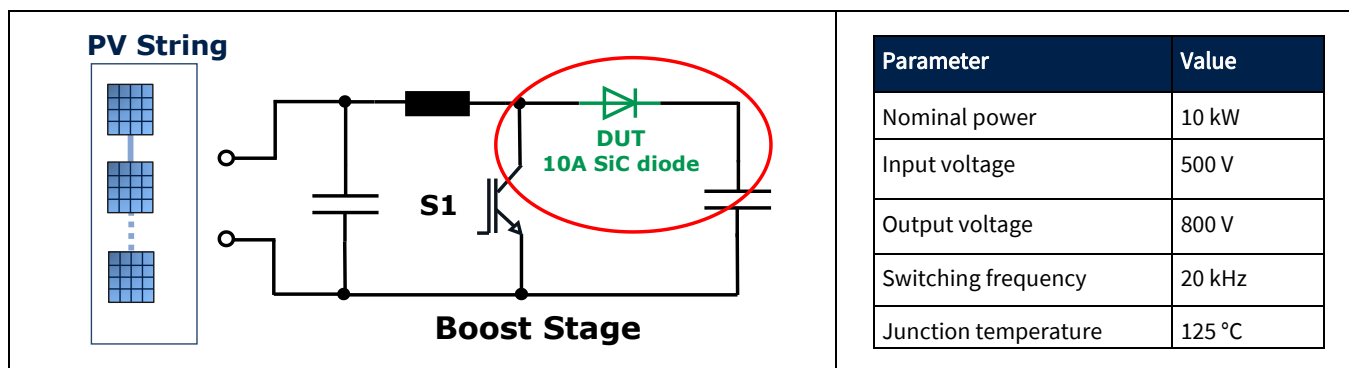 PV String
DUT
10A SiC diode
S1
Boost Stage
Parameter Value
Nominal power 10 kW
Input voltage 500 V
Output voltage 800 V
Switching frequency 20 kHz
Junction temperature 125 °C